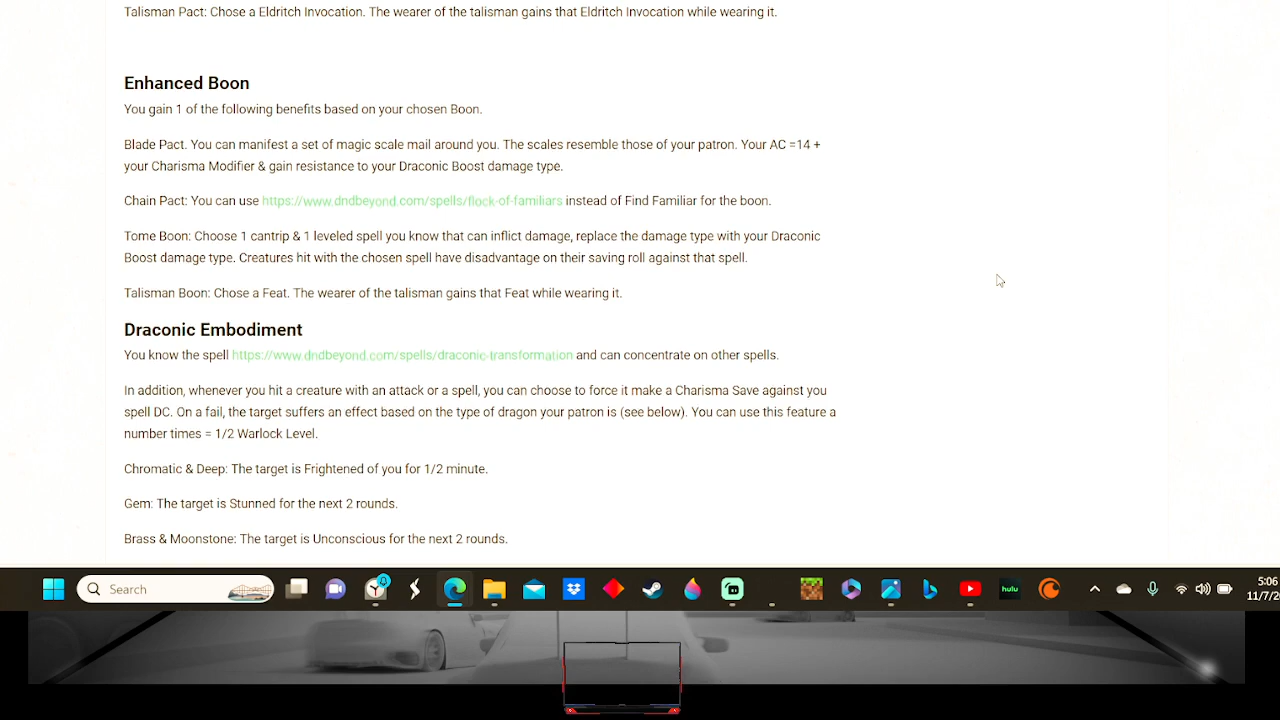 Talisman Pact: Chose a Eldritch Invocation. The wearer of the talisman gains that Eldritch Invocation while wearing it.
Enhanced Boon
You gain 1 of the following benefits based on your chosen Boon.
Blade Pact. You can manifest a set of magic scale mail around you. The scales resemble those of your patron. Your AC =14 +
your Charisma Modifier & gain resistance to your Draconic Boost damage type.
Chain Pact: You can use https://www.dndbeyond.com/spells/flock-of-familiars instead of Find Familiar for the boon.
Tome Boon: Choose 1 cantrip & 1 leveled spell you know that can inflict damage, replace the damage type with your Draconic
Boost damage type. Creatures hit with the chosen spell have disadvantage on their saving roll against that spell.
Talisman Boon: Chose a Feat. The wearer of the talisman gains that Feat while wearing it.
Draconic Embodiment
You know the spell https://www.dndbeyond.com/spells/draconic-transformation and can concentrate on other spells.
In addition, whenever you hit a creature with an attack or a spell, you can choose to force it make a Charisma Save against you
spell DC. On a fail, the target suffers an effect based on the type of dragon your patron is (see below). You can use this feature a
number times = 1/2 Warlock Level.
Chromatic & Deep: The target is Frightened of you for 1/2 minute.
Gem: The target is Stunned for the next 2 rounds.
Brass & Moonstone: The target is Unconscious for the next 2 rounds.
Search
hulu
5:06
11/7/20